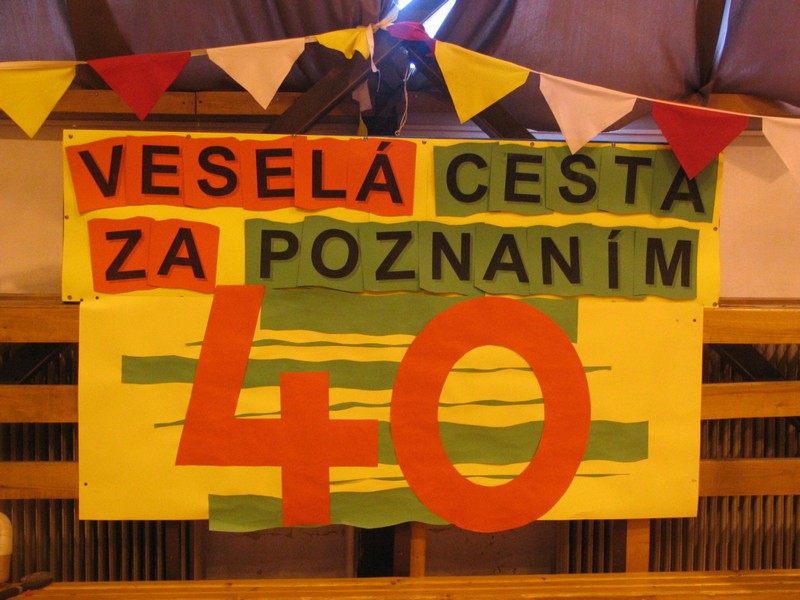 VESELÁ CESTA
ZA POZNANÍM
40